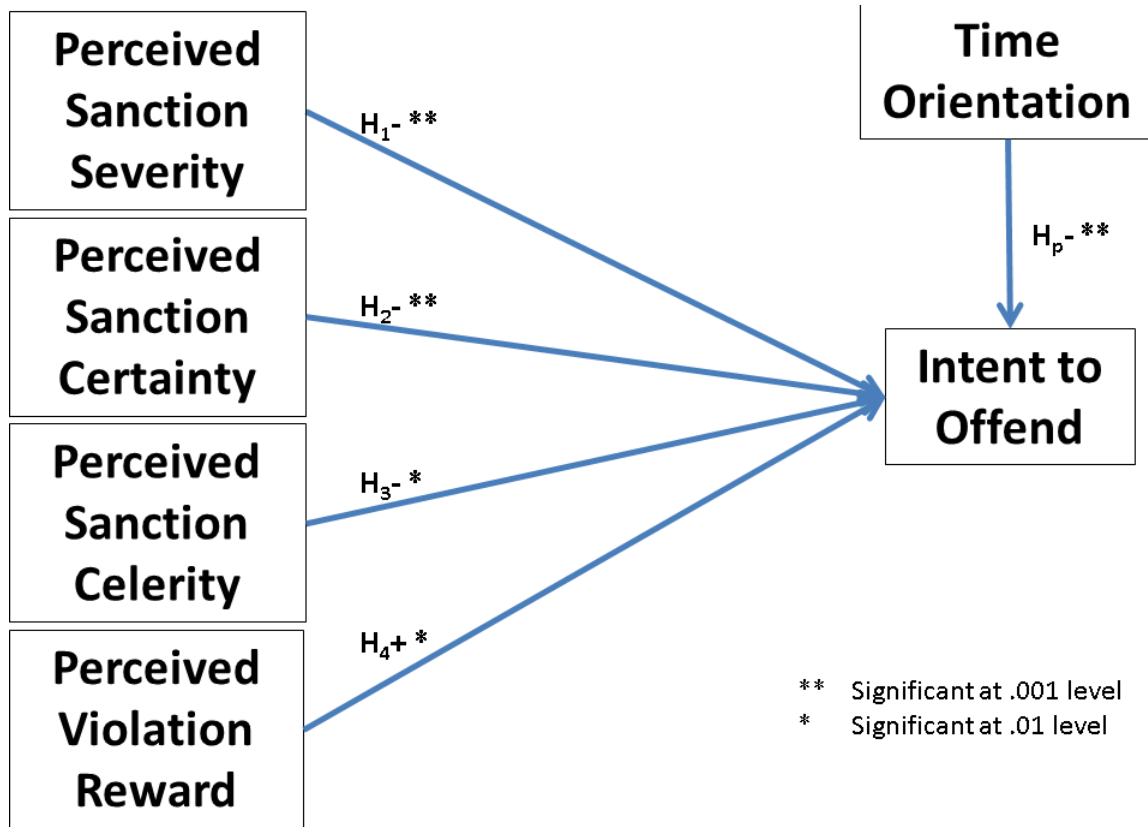 Perceived
Sanction
Severity
Perceived
Sanction
Certainty
Perceived
Sanction
Celerity
Perceived
Violation
Reward
H₁- **
H₂- **
H₃- *
H₄+ *
Time
Orientation
Hₚ- **
Intent to
Offend
** Significant at .001 level
* Significant at .01 level